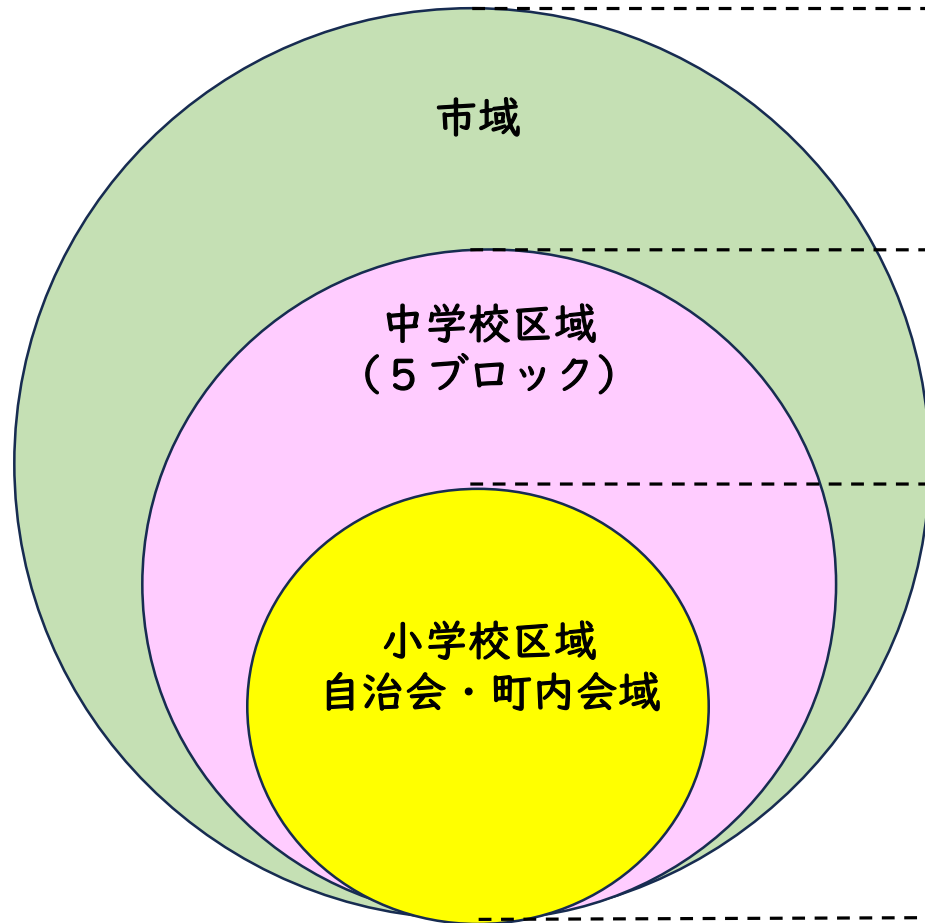 市域
中学校区域
（５ブロック）
小学校区域
自治会・町内会域